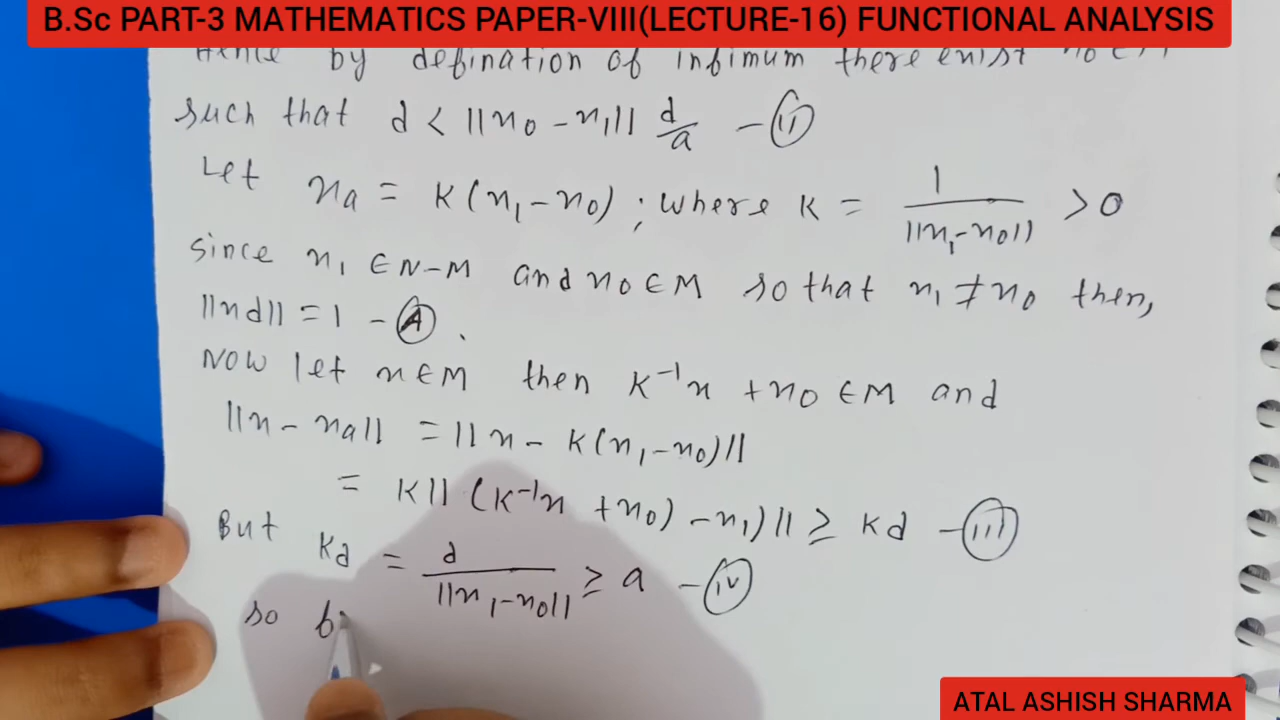 B.Sc PART-3 MATHEMATICS PAPER-VIII(LECTURE-16) FUNCTIONAL ANALYSIS
Hence by defination of infimum there exist x0 ∈ M
such that d < ||x0 - x1|| d/a - (II)
Let xa = K(x1 - x0) ; where K = 1/||x1 - x0|| > 0
since x1 ∈ N-M and x0 ∈ M so that x1 ≠ x0 then,
||xd|| = 1 - (A) .
Now let x ∈ M then K⁻¹x + x0 ∈ M and
||x - xa|| = ||x - K(x1 - x0)||
= K||(K⁻¹x + x0) - x1)|| ≥ Kd - (III)
But Kd = d/||x1 - x0|| ≥ a - (IV)
so
ATAL ASHISH SHARMA